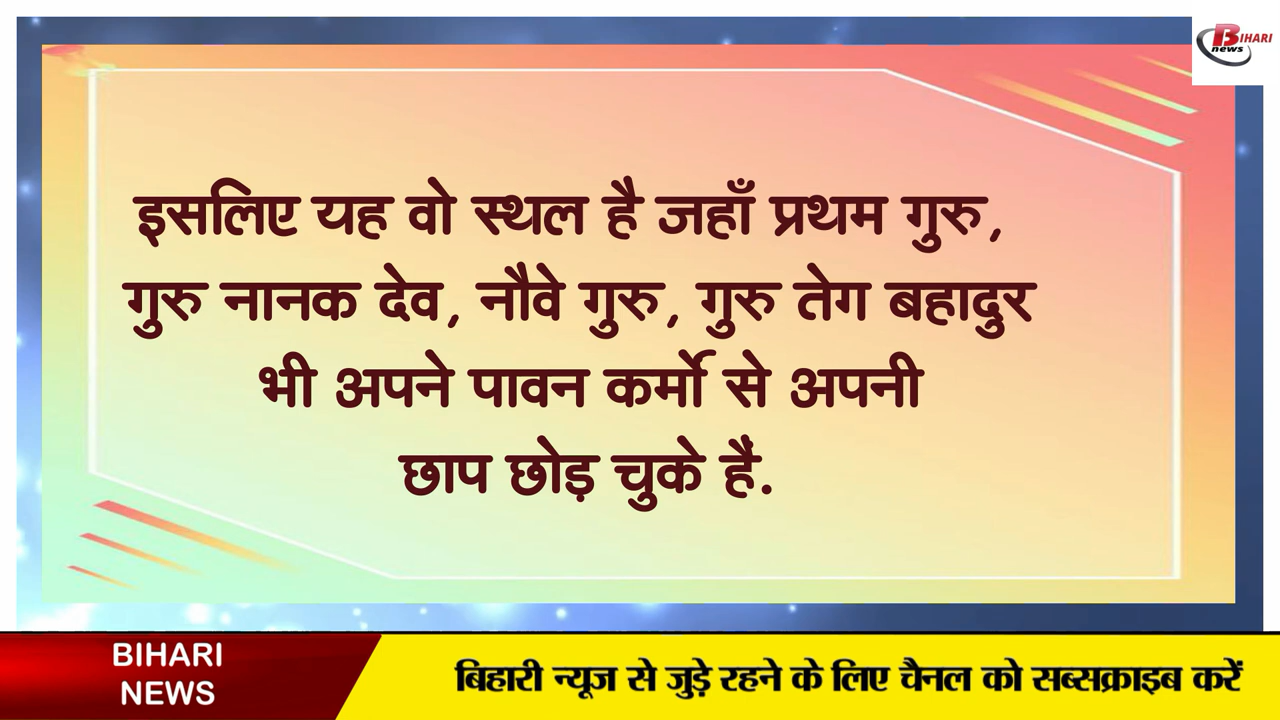 BIHARI
news
इसलिए यह वो स्थल है जहाँ प्रथम गुरु,
गुरु नानक देव, नौवे गुरु, गुरु तेग बहादुर
भी अपने पावन कर्मो से अपनी
छाप छोड़ चुके हैं.
BIHARI
NEWS
बिहारी न्यूज से जुड़े रहने के लिए चैनल को सब्सक्राइब करें